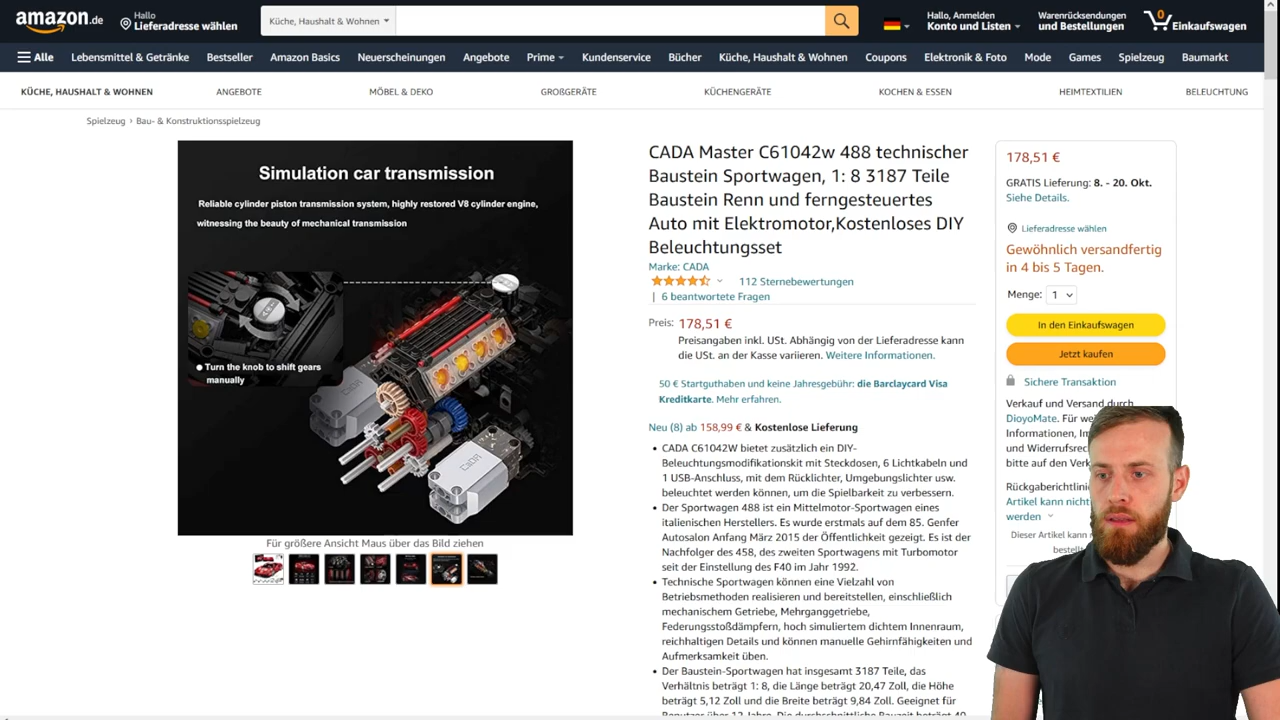 amazon.de
Hallo
Lieferadresse wählen
Küche, Haushalt & Wohnen
Hallo, Anmelden
Konto und Listen
Warenrücksendungen
und Bestellungen
0
Einkaufswagen
Alle
Lebensmittel & Getränke
Bestseller
Amazon Basics
Neuerscheinungen
Angebote
Prime
Kundenservice
Bücher
Küche, Haushalt & Wohnen
Coupons
Elektronik & Foto
Mode
Games
Spielzeug
Baumarkt
KÜCHE, HAUSHALT & WOHNEN
ANGEBOTE
MÖBEL & DEKO
GROßGERÄTE
KÜCHENGERÄTE
KOCHEN & ESSEN
HEIMTEXTILIEN
BELEUCHTUNG
Spielzeug › Bau- & Konstruktionsspielzeug
Simulation car transmission
Reliable cylinder piston transmission system, highly restored V8 cylinder engine,
witnessing the beauty of mechanical transmission
Turn the knob to shift gears
manually
CaDA
Für größere Ansicht Maus über das Bild ziehen
CADA Master C61042w 488 technischer
Baustein Sportwagen, 1: 8 3187 Teile
Baustein Renn und ferngesteuertes
Auto mit Elektromotor,Kostenloses DIY
Beleuchtungsset
Marke: CADA
112 Sternebewertungen
| 6 beantwortete Fragen
Preis: 178,51 €
Preisangaben inkl. USt. Abhängig von der Lieferadresse kann
die USt. an der Kasse variieren. Weitere Informationen.
50 € Startguthaben und keine Jahresgebühr: die Barclaycard Visa
Kreditkarte. Mehr erfahren.
Neu (8) ab 158,99 € & Kostenlose Lieferung
• CADA C61042W bietet zusätzlich ein DIY-
Beleuchtungsmodifikationskit mit Steckdosen, 6 Lichtkabeln und
1 USB-Anschluss, mit dem Rücklichter, Umgebungslichter usw.
beleuchtet werden können, um die Spielbarkeit zu verbessern.
• Der Sportwagen 488 ist ein Mittelmotor-Sportwagen eines
italienischen Herstellers. Es wurde erstmals auf dem 85. Genfer
Autosalon Anfang März 2015 der Öffentlichkeit gezeigt. Es ist der
Nachfolger des 458, des zweiten Sportwagens mit Turbomotor
seit der Einstellung des F40 im Jahr 1992.
• Technische Sportwagen können eine Vielzahl von
Betriebsmethoden realisieren und bereitstellen, einschließlich
mechanischem Getriebe, Mehrganggetriebe,
Federungsstoßdämpfern, hoch simuliertem dichtem Innenraum,
reichhaltigen Details und können manuelle Gehirnfähigkeiten und
Aufmerksamkeit üben.
• Der Baustein-Sportwagen hat insgesamt 3187 Teile, das
Verhältnis beträgt 1: 8, die Länge beträgt 20,47 Zoll, die Höhe
beträgt 5,12 Zoll und die Breite beträgt 9,84 Zoll. Geeignet für
178,51 €
GRATIS Lieferung: 8. - 20. Okt.
Siehe Details.
Lieferadresse wählen
Gewöhnlich versandfertig
in 4 bis 5 Tagen.
Menge: 1
In den Einkaufswagen
Jetzt kaufen
Sichere Transaktion
Verkauf und Versand durch
DioyoMate. Für
Informationen,
und Widerrufsrec
bitte auf den Verk
Rückgaberichtlini
Artikel kann nicht
werden
Dieser Artikel kann
bestell